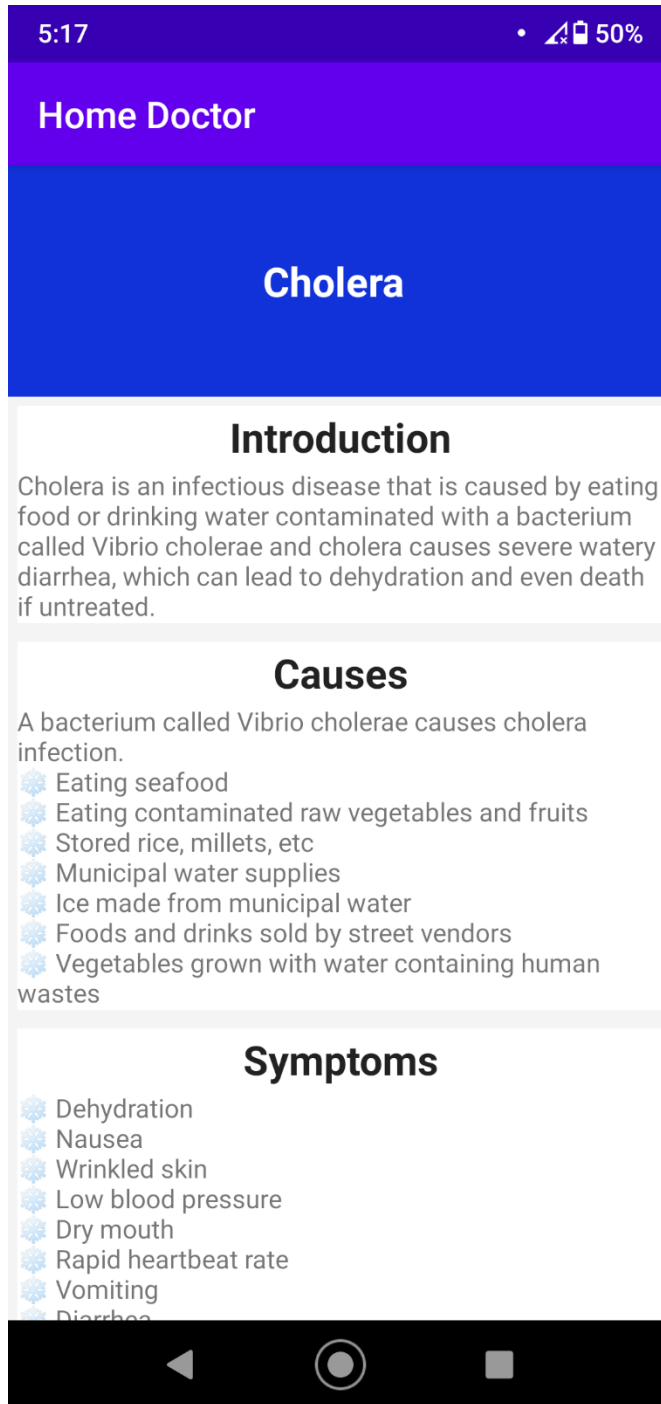 5:17
50%
Home Doctor
Cholera
Introduction
Cholera is an infectious disease that is caused by eating
food or drinking water contaminated with a bacterium
called Vibrio cholerae and cholera causes severe watery
diarrhea, which can lead to dehydration and even death
if untreated.
Causes
A bacterium called Vibrio cholerae causes cholera
infection.
❄️ Eating seafood
❄️ Eating contaminated raw vegetables and fruits
❄️ Stored rice, millets, etc
❄️ Municipal water supplies
❄️ Ice made from municipal water
❄️ Foods and drinks sold by street vendors
❄️ Vegetables grown with water containing human
wastes
Symptoms
❄️ Dehydration
❄️ Nausea
❄️ Wrinkled skin
❄️ Low blood pressure
❄️ Dry mouth
❄️ Rapid heartbeat rate
❄️ Vomiting
❄️ Diarrhea